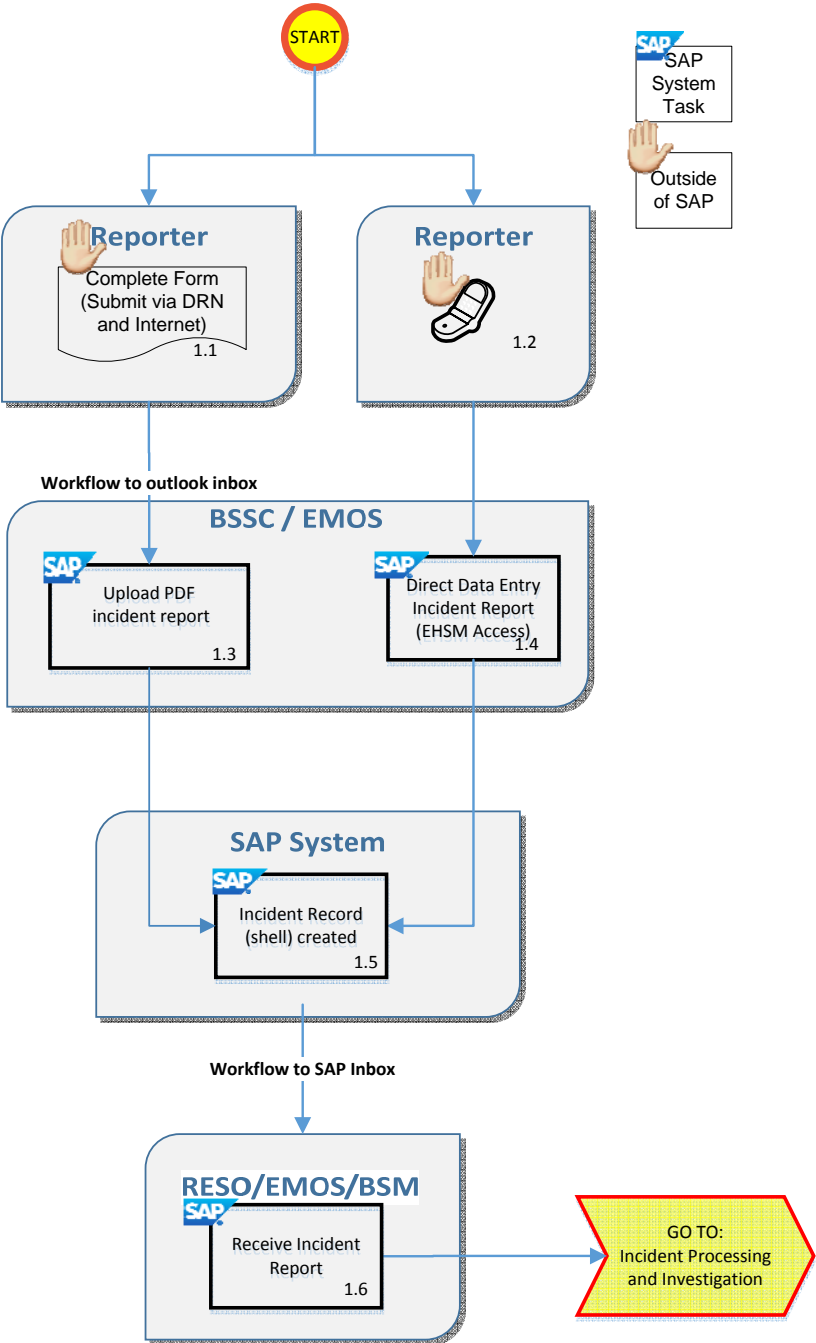 START
SAP
SAP
System
Task
Outside
of SAP
Reporter
Complete Form
(Submit via DRN
and Internet)
1.1
Reporter
1.2
Workflow to outlook inbox
BSSC / EMOS
SAP
Upload PDF
incident report
1.3
SAP
Direct Data Entry
Incident Report
(EHSM Access)
1.4
SAP System
SAP
Incident Record
(shell) created
1.5
Workflow to SAP Inbox
RESO/EMOS/BSM
SAP
Receive Incident
Report
1.6
GO TO:
Incident Processing
and Investigation